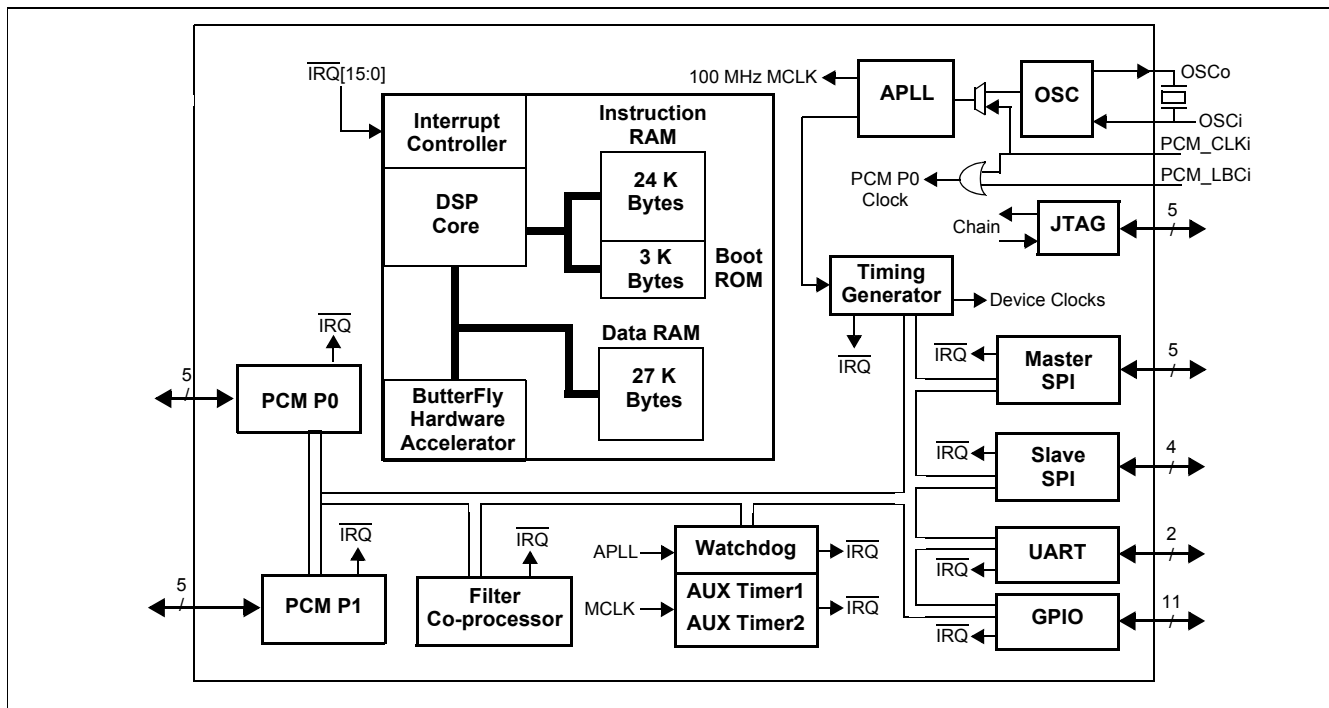 IRQ[15:0]
Interrupt
Controller
DSP
Core
Instruction
RAM
24 K
Bytes
3 K
Bytes
Boot
ROM
Data RAM
27 K
Bytes
ButterFly
Hardware
Accelerator
100 MHz MCLK
APLL
OSC
OSCo
OSCi
PCM_CLKi
PCM_LBCi
PCM P0
Clock
Chain
JTAG
5
Timing
Generator
Device Clocks
IRQ
IRQ
Master
SPI
5
IRQ
Slave
SPI
4
IRQ
UART
2
IRQ
GPIO
11
IRQ
5
PCM P0
IRQ
5
PCM P1
IRQ
Filter
Co-processor
APLL
Watchdog
IRQ
MCLK
AUX Timer1
AUX Timer2
IRQ